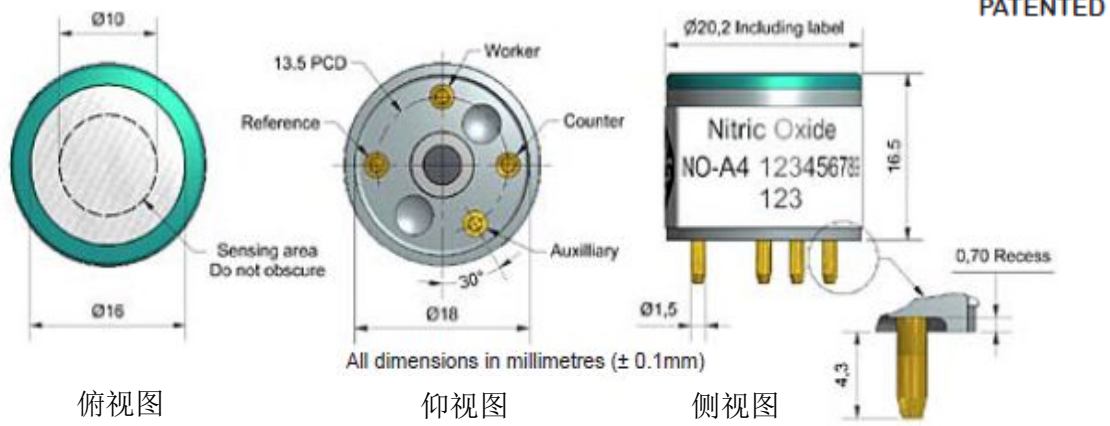 PATENTED
Ø10
Ø20,2 Including label
Worker
13.5 PCD
Reference
Counter
Nitric Oxide
NO-A4 123456789
123
16.5
Sensing area
Do not obscure
Auxilliary
30°
0,70 Recess
Ø16
Ø18
Ø1,5
All dimensions in millimetres (± 0.1mm)
4,3
俯视图
仰视图
侧视图